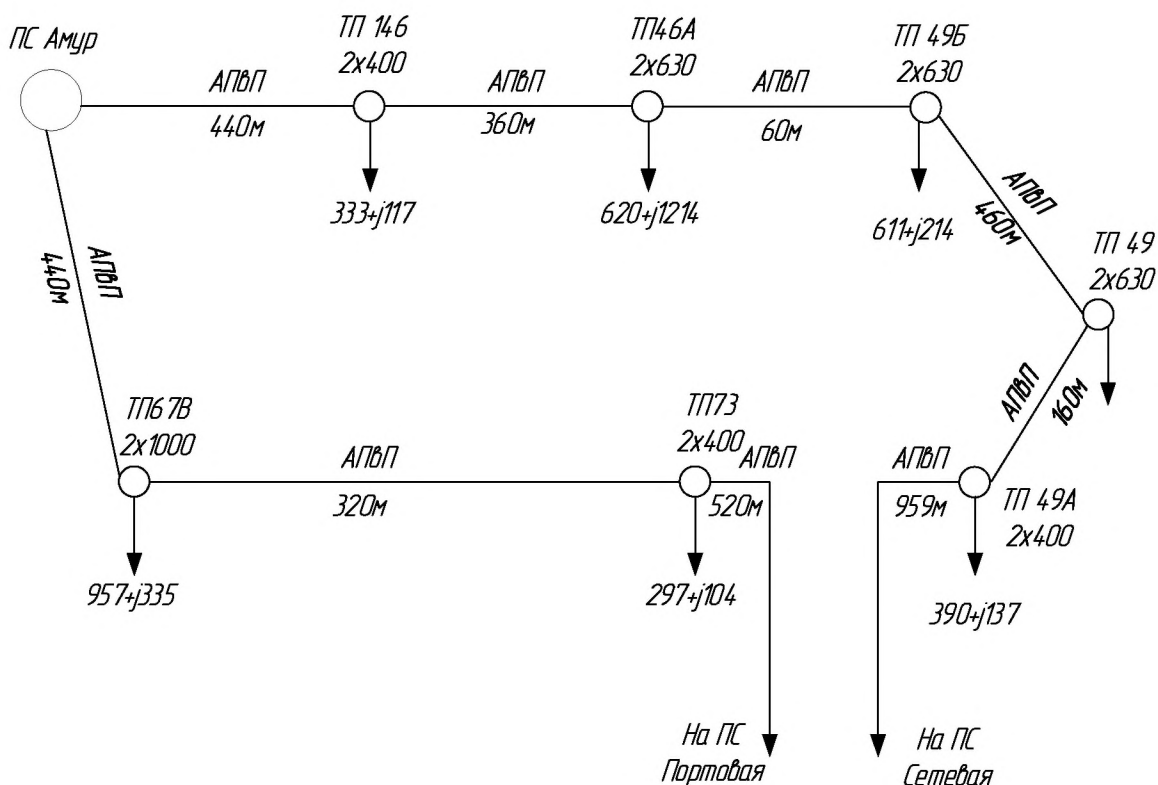 ПС Амур
ТП 146
2х400
ТП46А
2х630
ТП 49Б
2х630
АПвП
440м
АПвП
360м
АПвП
60м
333+j117
620+j1214
611+j214
АПвП
460м
ТП 49
2х630
АПвП
440м
АПвП
160м
ТП67В
2х1000
АПвП
320м
ТП73
2х400
АПвП
520м
АПвП
959м
ТП 49А
2х400
957+j335
297+j104
390+j137
На ПС
Портовая
На ПС
Сетевая